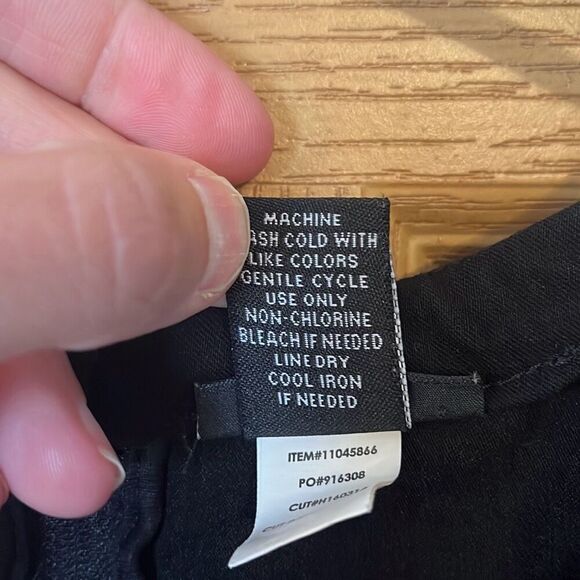 MACHINE
ASH COLD WITH
LIKE COLORS
GENTLE CYCLE
USE ONLY
NON-CHLORINE
BLEACH IF NEEDED
LINE DRY
COOL IRON
IF NEEDED
ITEM#11045866
PO#916308